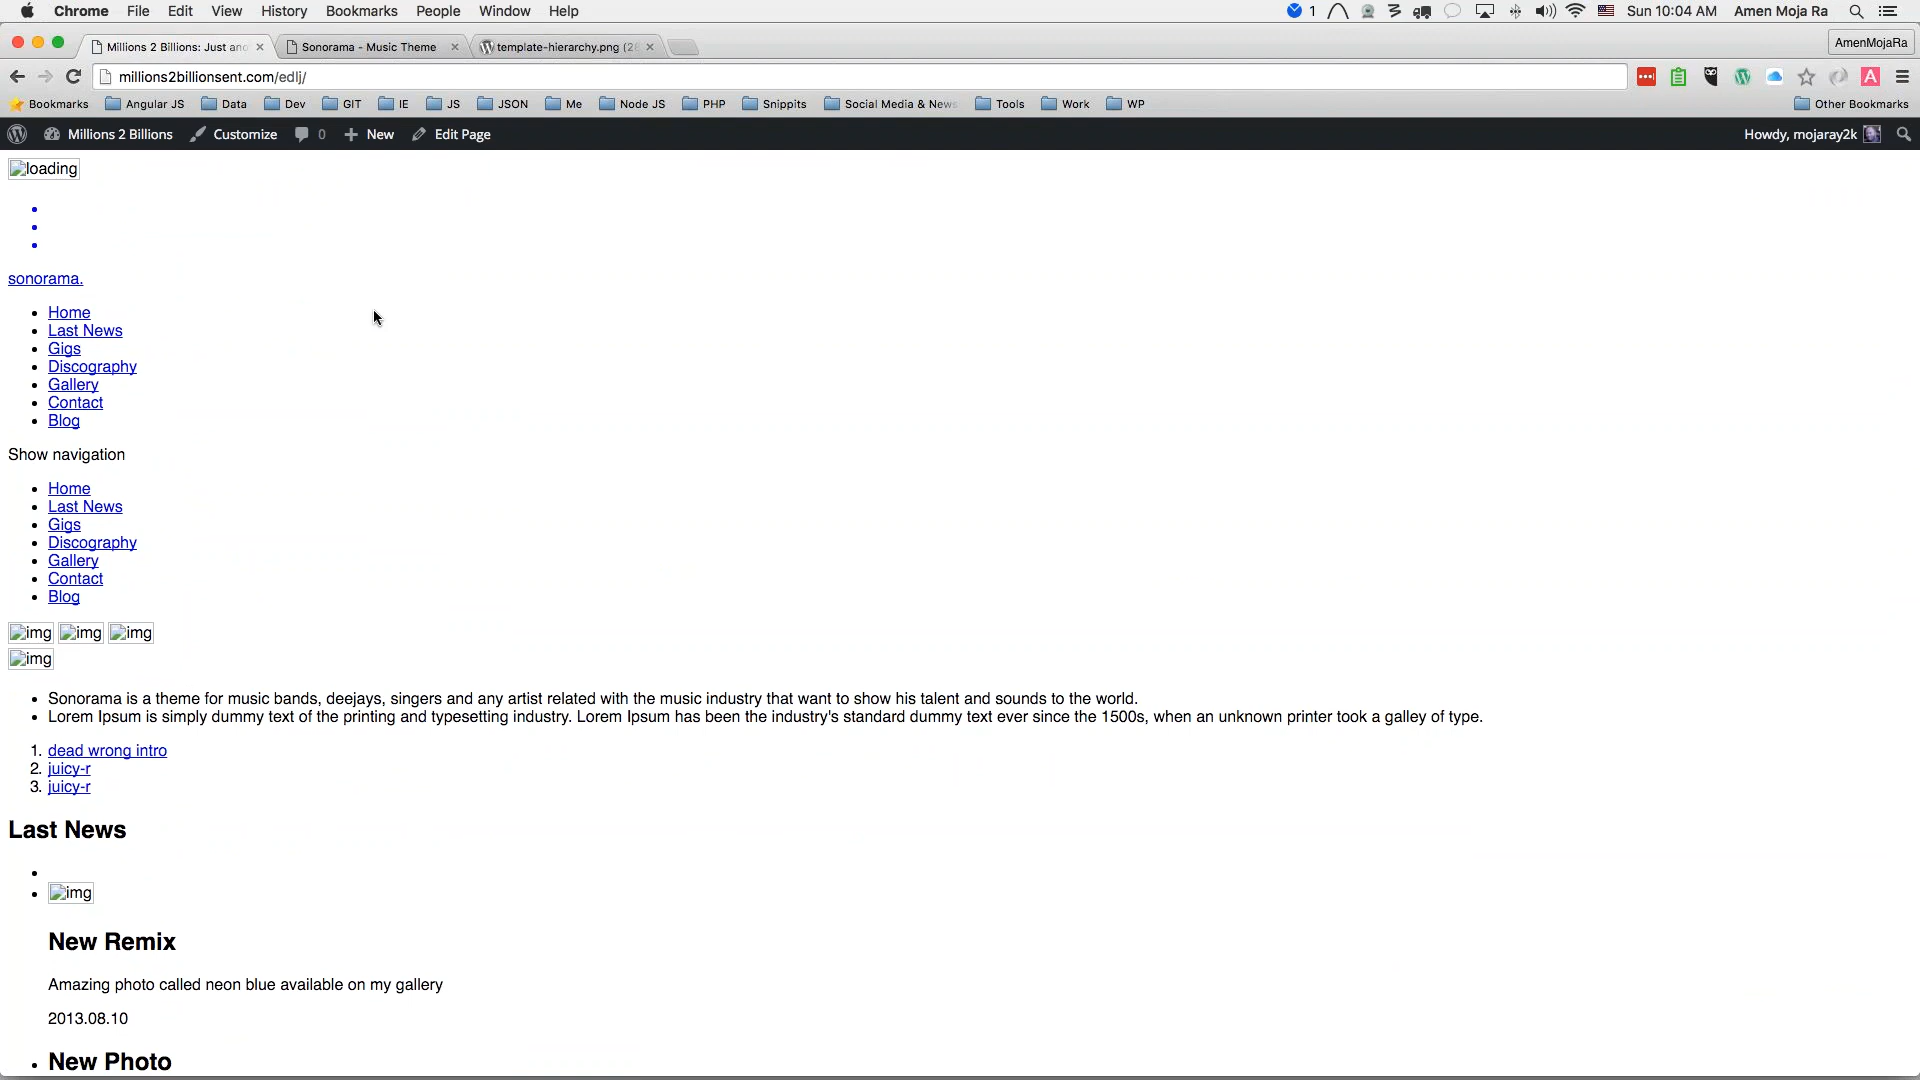 Chrome File Edit View History Bookmarks People Window Help 1 Sun 10:04 AM Amen Moja Ra
Millions 2 Billions: Just and Sonorama - Music Theme template-hierarchy.png (28 AmenMojaRa
millions2billionsent.com/edlj/
Bookmarks Angular JS Data Dev GIT IE JS JSON Me Node JS PHP Snippits Social Media & News Tools Work WP Other Bookmarks
Millions 2 Billions Customize 0 New Edit Page Howdy, mojaray2k
loading
sonorama.
Home
Last News
Gigs
Discography
Gallery
Contact
Blog
Show navigation
Home
Last News
Gigs
Discography
Gallery
Contact
Blog
img img img
img
Sonorama is a theme for music bands, deejays, singers and any artist related with the music industry that want to show his talent and sounds to the world.
Lorem Ipsum is simply dummy text of the printing and typesetting industry. Lorem Ipsum has been the industry's standard dummy text ever since the 1500s, when an unknown printer took a galley of type.
1. dead wrong intro
2. juicy-r
3. juicy-r
Last News
img
New Remix
Amazing photo called neon blue available on my gallery
2013.08.10
New Photo